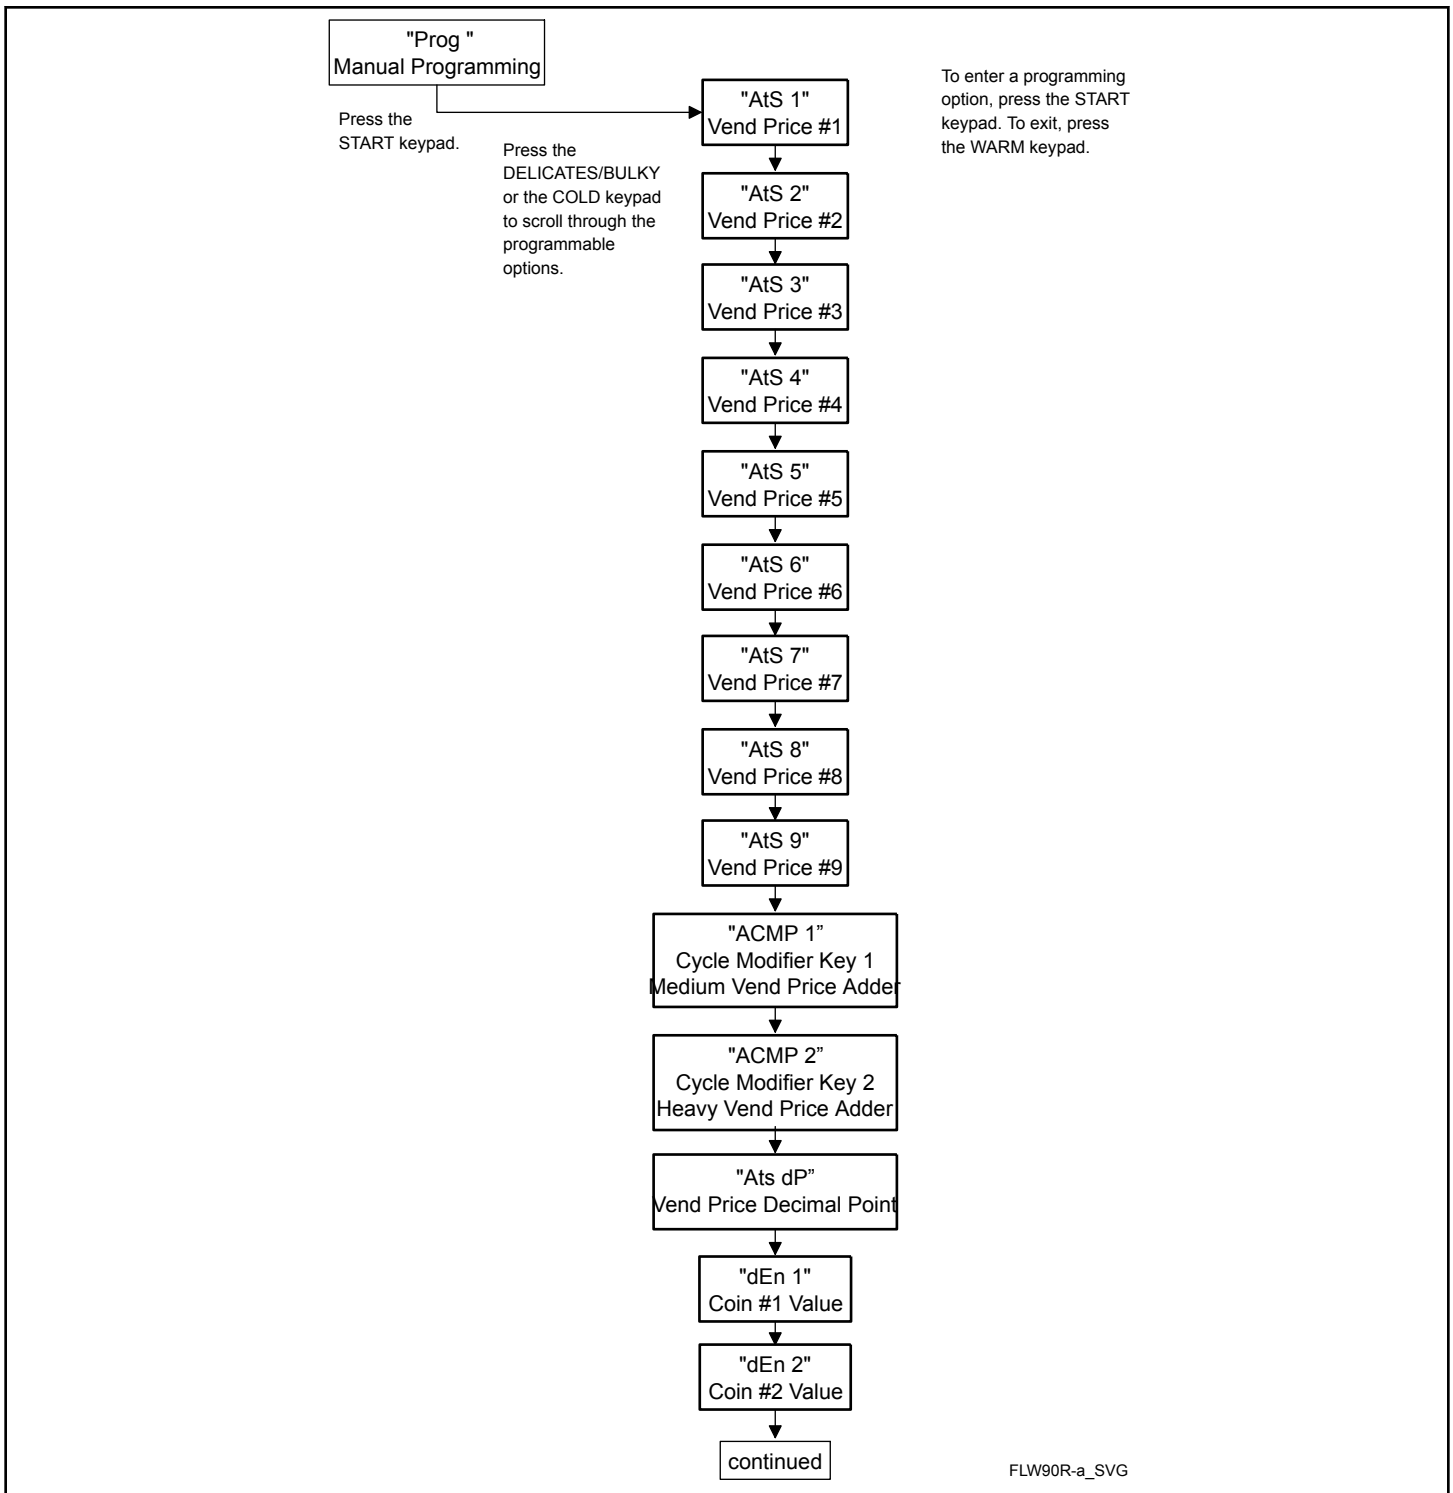 "Prog "
Manual Programming
Press the
START keypad.
Press the
DELICATES/BULKY
or the COLD keypad
to scroll through the
programmable
options.
To enter a programming
option, press the START
keypad. To exit, press
the WARM keypad.
"AtS 1"
Vend Price #1
"AtS 2"
Vend Price #2
"AtS 3"
Vend Price #3
"AtS 4"
Vend Price #4
"AtS 5"
Vend Price #5
"AtS 6"
Vend Price #6
"AtS 7"
Vend Price #7
"AtS 8"
Vend Price #8
"AtS 9"
Vend Price #9
"ACMP 1”
Cycle Modifier Key 1
Medium Vend Price Adder
"ACMP 2”
Cycle Modifier Key 2
Heavy Vend Price Adder
"Ats dP”
Vend Price Decimal Point
"dEn 1"
Coin #1 Value
"dEn 2"
Coin #2 Value
continued
FLW90R-a_SVG